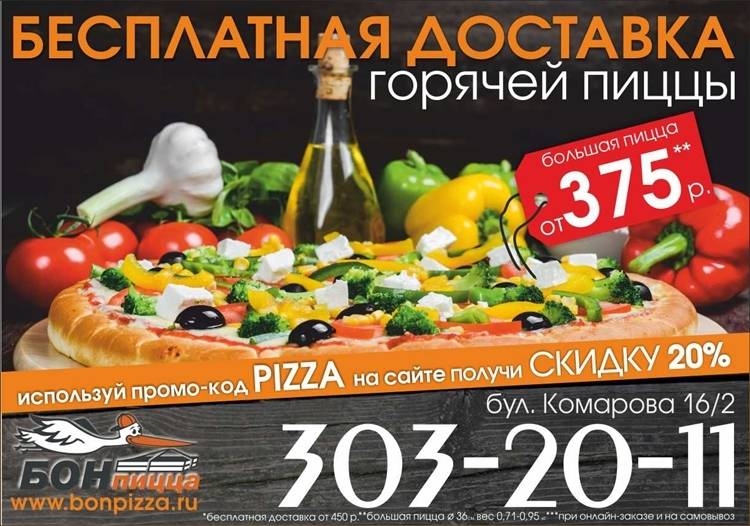 БЕСПЛАТНАЯ ДОСТАВКА
ГОРЯЧЕЙ ПИЦЦЫ
большая пицца
от 375** р.
используй промо-код PIZZA на сайте получи СКИДКУ 20%
бул. Комарова 16/2
303-20-11
БОН пицца
www.bonpizza.ru
*бесплатная доставка от 450 р.**большая пицца ø 36 вес 0,71-0,95 ***при онлайн-заказе и на самовывоз